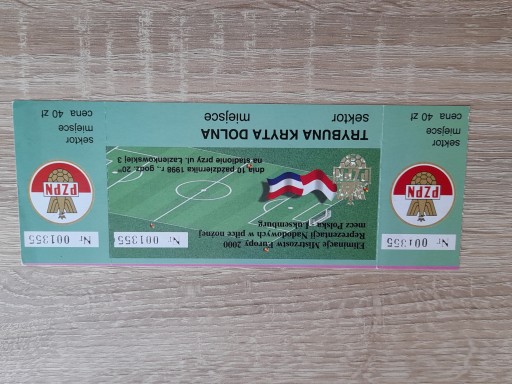 Nr 001355
PZPN
sektor
miejsce
cena 40 zł
Eliminacje Mistrzostw Europy 2000
Reprezentacji Narodowych w piłce nożnej
mecz Polska - Luksemburg
dnia 10 października 1998 r. godz. 20⁰⁰
na stadionie przy ul. Łazienkowskiej 3
TRYBUNA KRYTA DOLNA
sektor miejsce
Nr 001355
Nr 001355
PZPN
sektor
miejsce
cena 40 zł